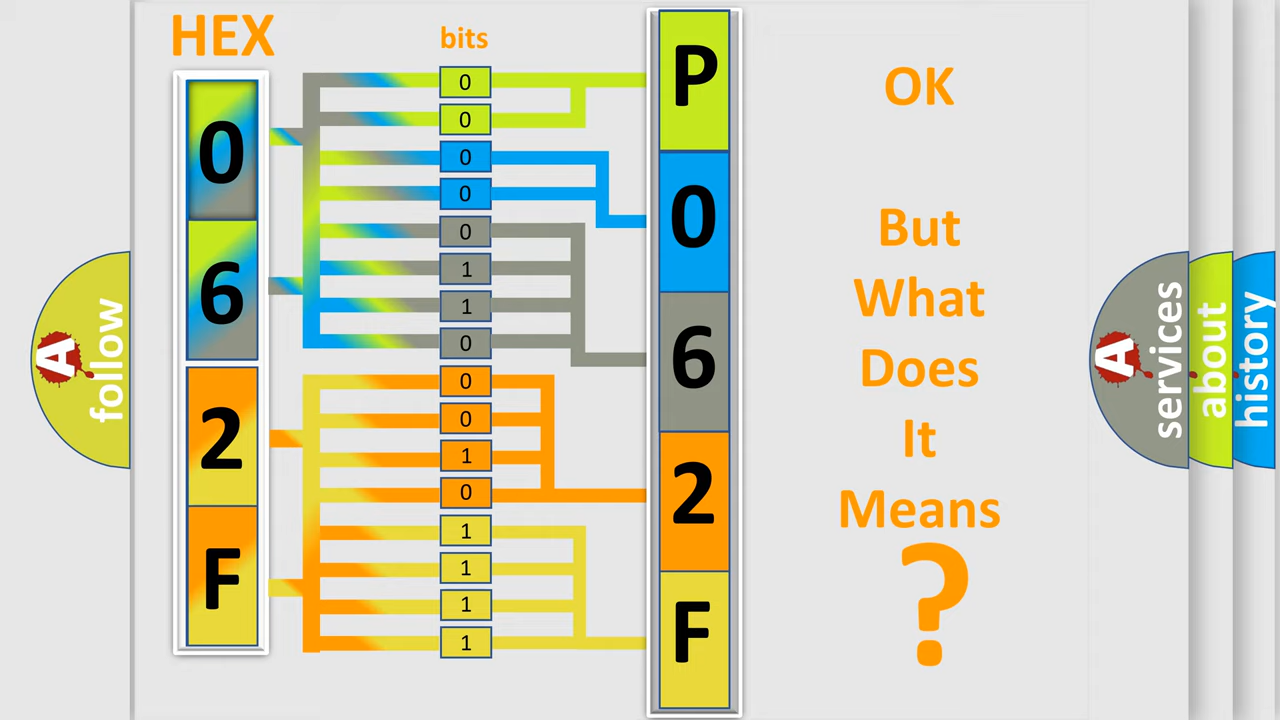 HEX
bits
0
6
2
F
0
0
0
0
0
1
1
0
0
0
1
0
1
1
1
1
P
0
6
2
F
OK
But
What
Does
It
Means
?
A
follow
A
services
about
history